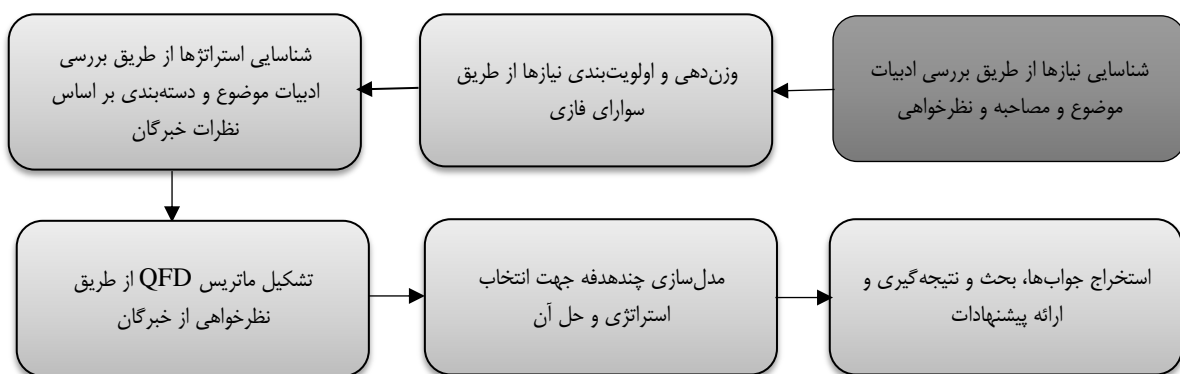 شناسایی نیازها از طریق بررسی ادبیات
موضوع و مصاحبه و نظرخواهی
وزن‌دهی و اولویت‌بندی نیازها از طریق
سوارای فازی
شناسایی استراتژها از طریق بررسی
ادبیات موضوع و دسته‌بندی بر اساس
نظرات خبرگان
تشکیل ماتریس QFD از طریق
نظرخواهی از خبرگان
مدل‌سازی چندهدفه جهت انتخاب
استراتژی و حل آن
استخراج جواب‌ها، بحث و نتیجه‌گیری و
ارائه پیشنهادات